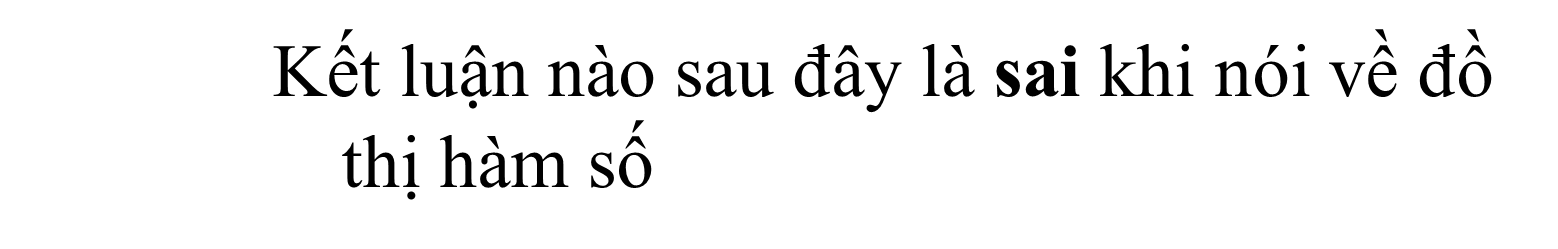 Kết luận nào sau đây là sai khi nói về đồ
thị hàm số